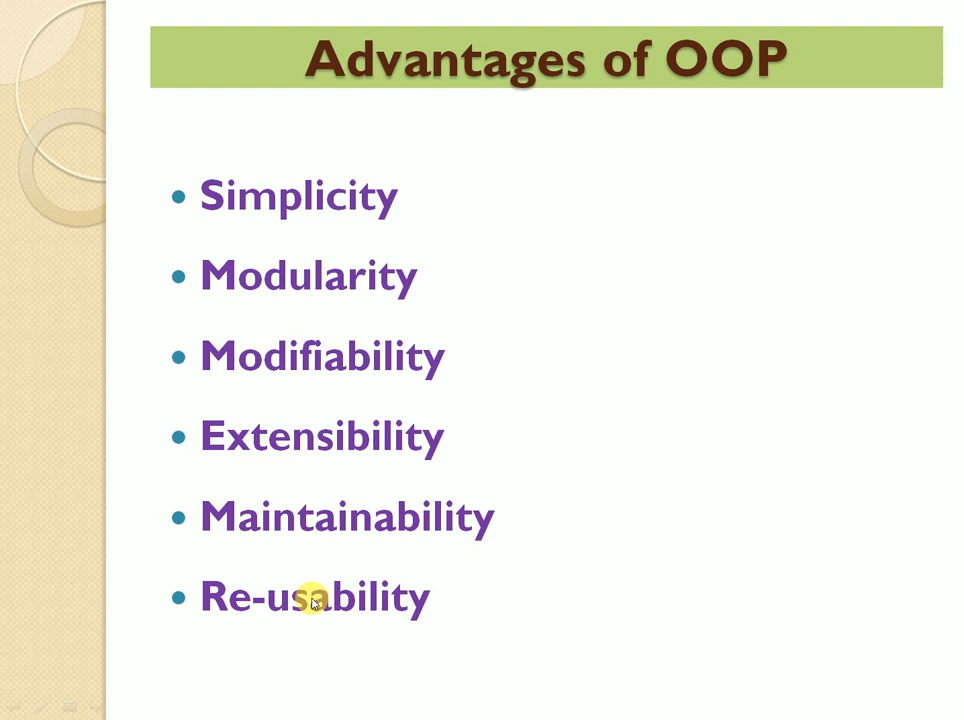 Advantages of OOP
• Simplicity
• Modularity
• Modifiability
• Extensibility
• Maintainability
• Re-usability